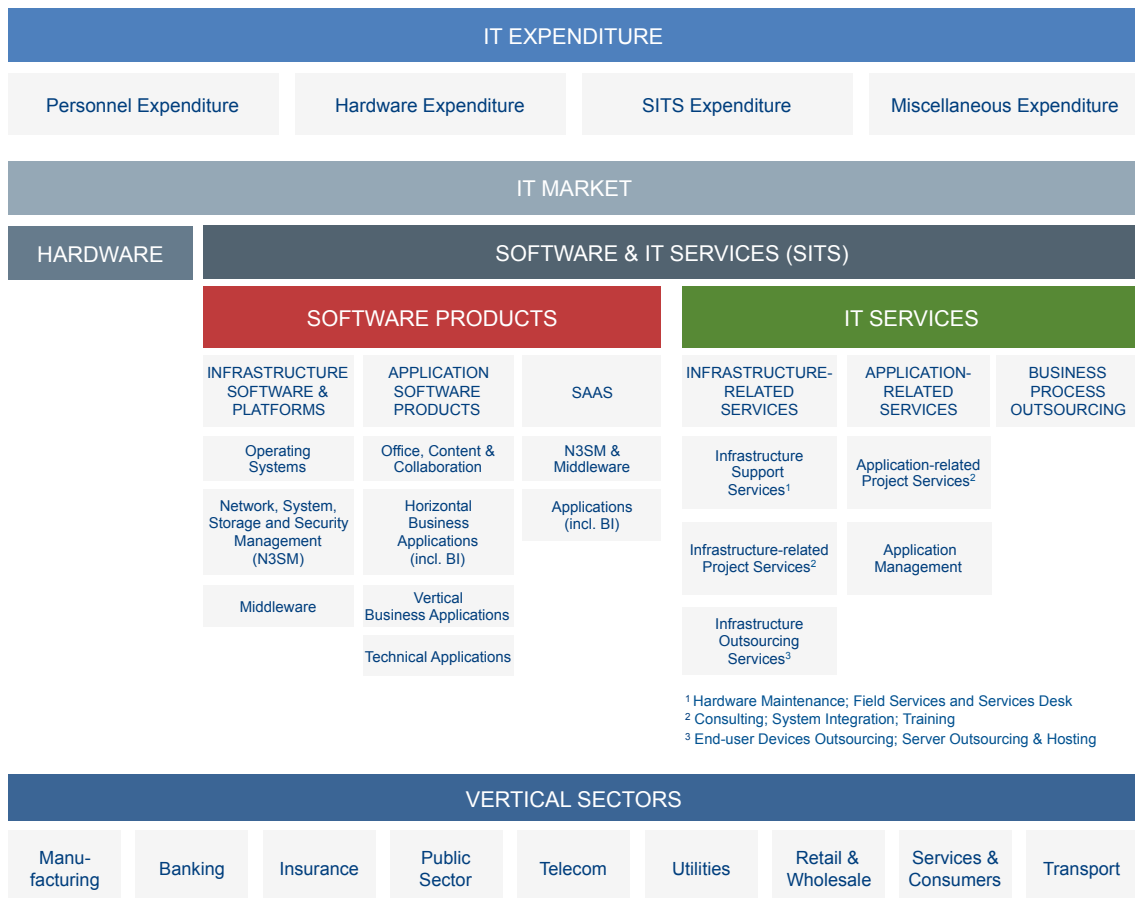 IT EXPENDITURE
Personnel Expenditure
Hardware Expenditure
SITS Expenditure
Miscellaneous Expenditure
IT MARKET
HARDWARE
SOFTWARE & IT SERVICES (SITS)
SOFTWARE PRODUCTS
INFRASTRUCTURE
SOFTWARE &
PLATFORMS
Operating
Systems
Network, System,
Storage and Security
Management
(N3SM)
Middleware
APPLICATION
SOFTWARE
PRODUCTS
Office, Content &
Collaboration
Horizontal
Business
Applications
(incl. BI)
Vertical
Business Applications
Technical Applications
SAAS
N3SM &
Middleware
Applications
(incl. BI)
IT SERVICES
INFRASTRUCTURE-
RELATED
SERVICES
Infrastructure
Support
Services¹
Infrastructure-related
Project Services²
Infrastructure
Outsourcing
Services³
APPLICATION-
RELATED
SERVICES
Application-related
Project Services²
Application
Management
BUSINESS
PROCESS
OUTSOURCING
¹ Hardware Maintenance; Field Services and Services Desk
² Consulting; System Integration; Training
³ End-user Devices Outsourcing; Server Outsourcing & Hosting
VERTICAL SECTORS
Manu-
facturing
Banking
Insurance
Public
Sector
Telecom
Utilities
Retail &
Wholesale
Services &
Consumers
Transport